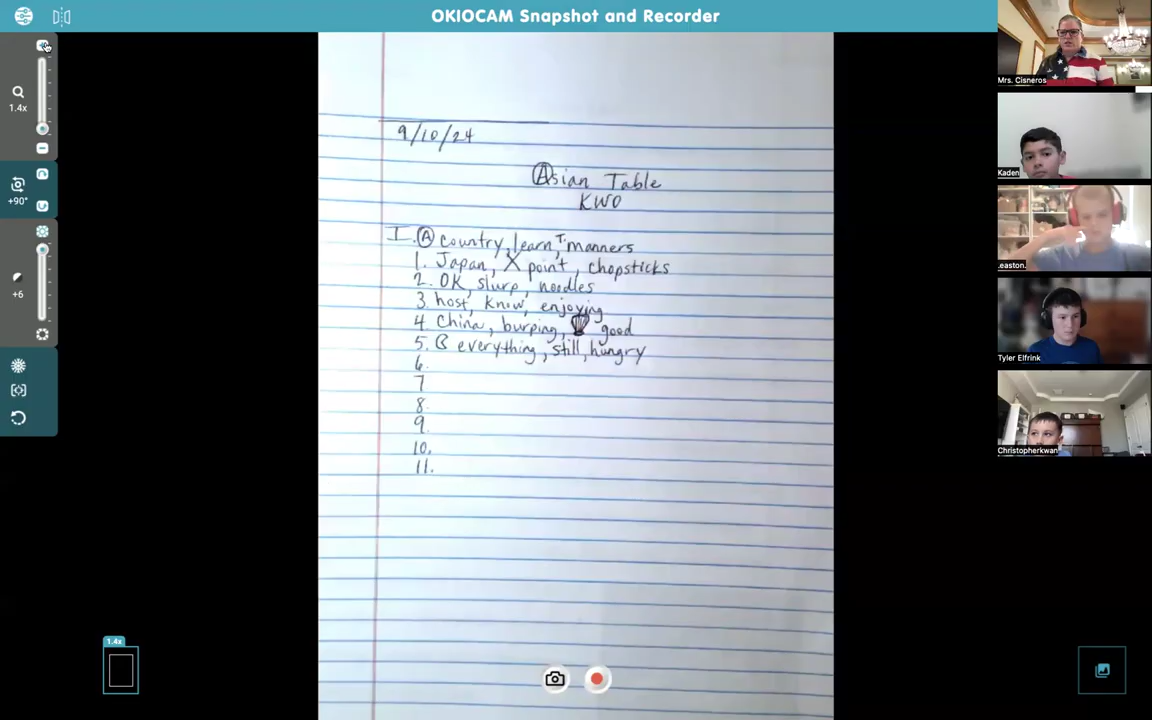 OKIOCAM Snapshot and Recorder
1.4x
+90°
+6
9/10/24
Asian Table
KWO
I. A country, learn, T. manners
1. Japan, X point, chopsticks
2. OK, slurp, noodles
3. host, know, enjoying
4. China, burping, good
5. everything, still, hungry
6.
7
8.
9.
10.
11.
1.4x
Mrs. Cisneros
Kaden
.easton.
Tyler Elfrink
Christopherkwan